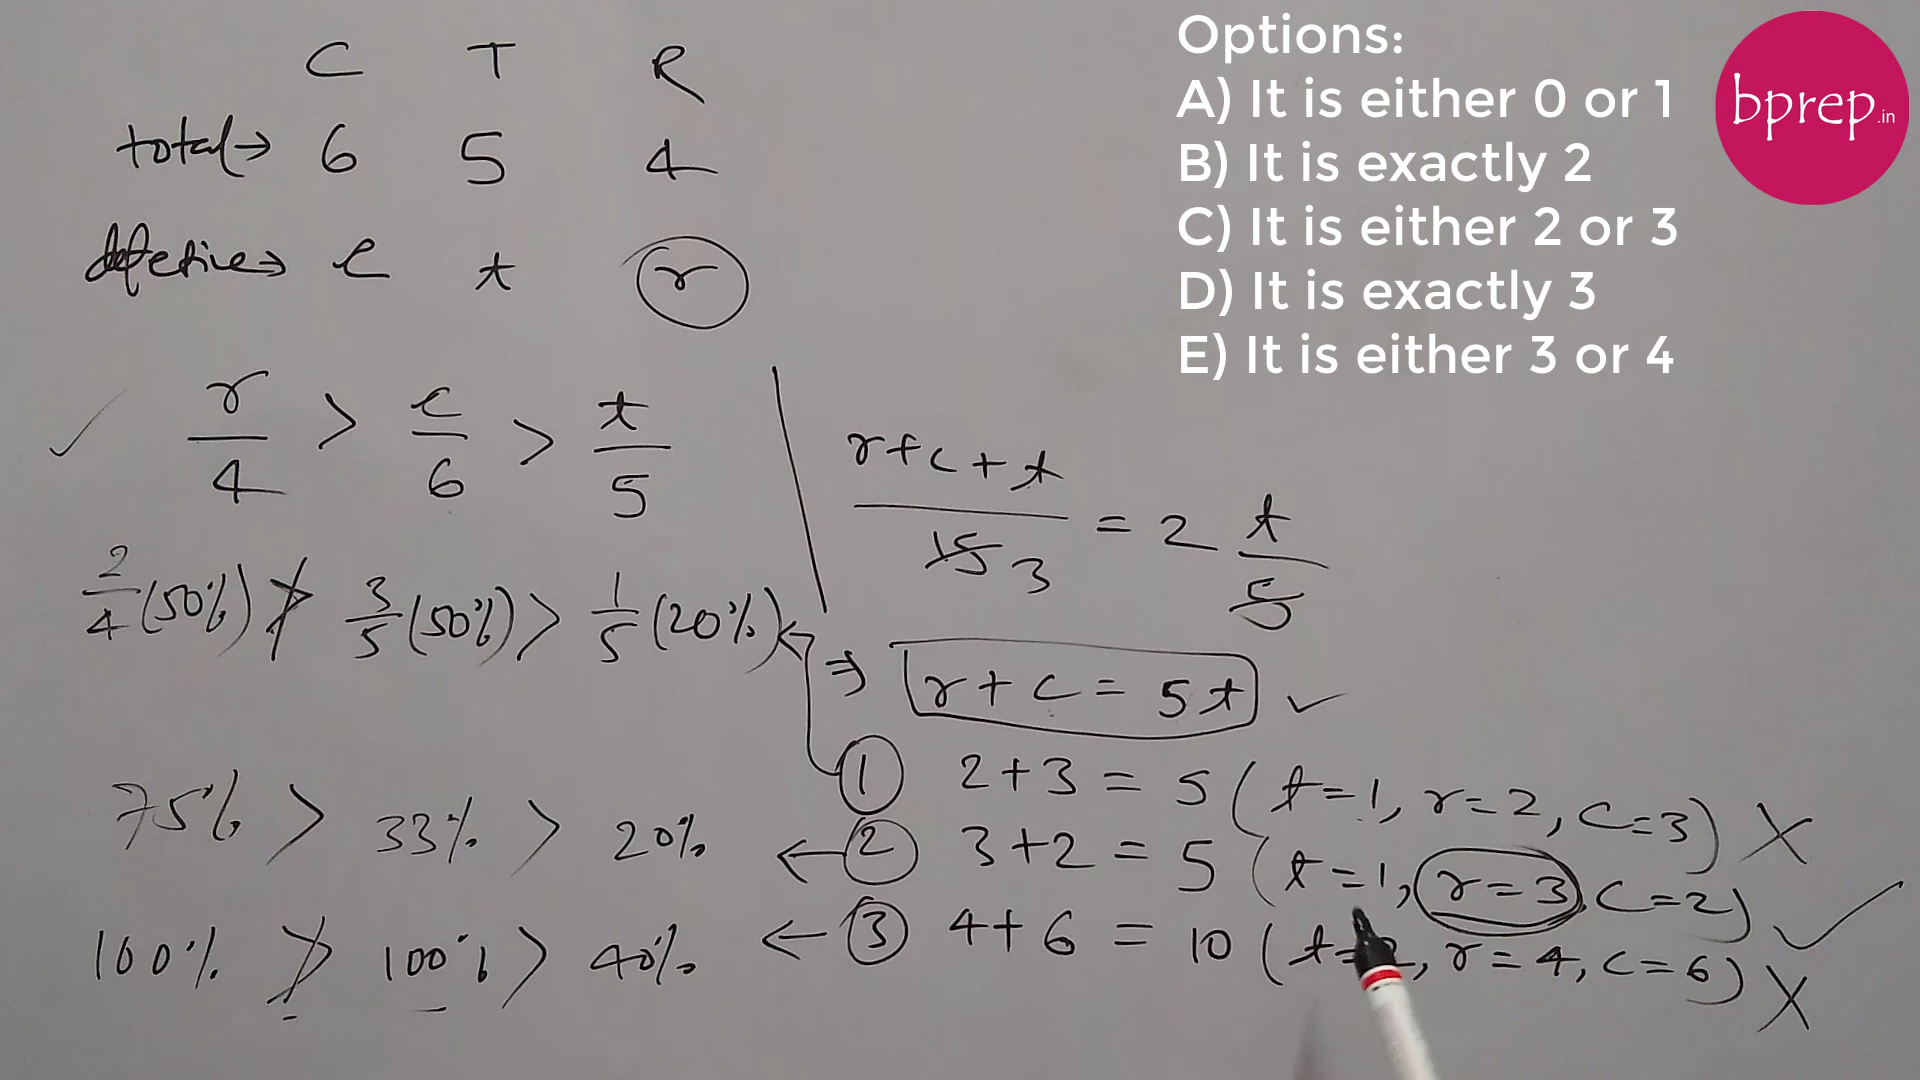 C T R
total→ 6 5 4
defective→ c t r
r/4 > c/6 > t/5
2/4 (50%) ≯ 3/5 (50%) > 1/5 (20%)
75% > 33% > 20%
100% ≯ 100% > 40%
Options:
A) It is either 0 or 1
B) It is exactly 2
C) It is either 2 or 3
D) It is exactly 3
E) It is either 3 or 4
bprep.in
r+c+t / 15 3 = 2 t/5
⇒ r + c = 5t ✓
① 2+3 = 5 (t=1, r=2, c=3) X
② 3+2 = 5 (t=1, r=3, c=2) ✓
③ 4+6 = 10 (t=2, r=4, c=6) X